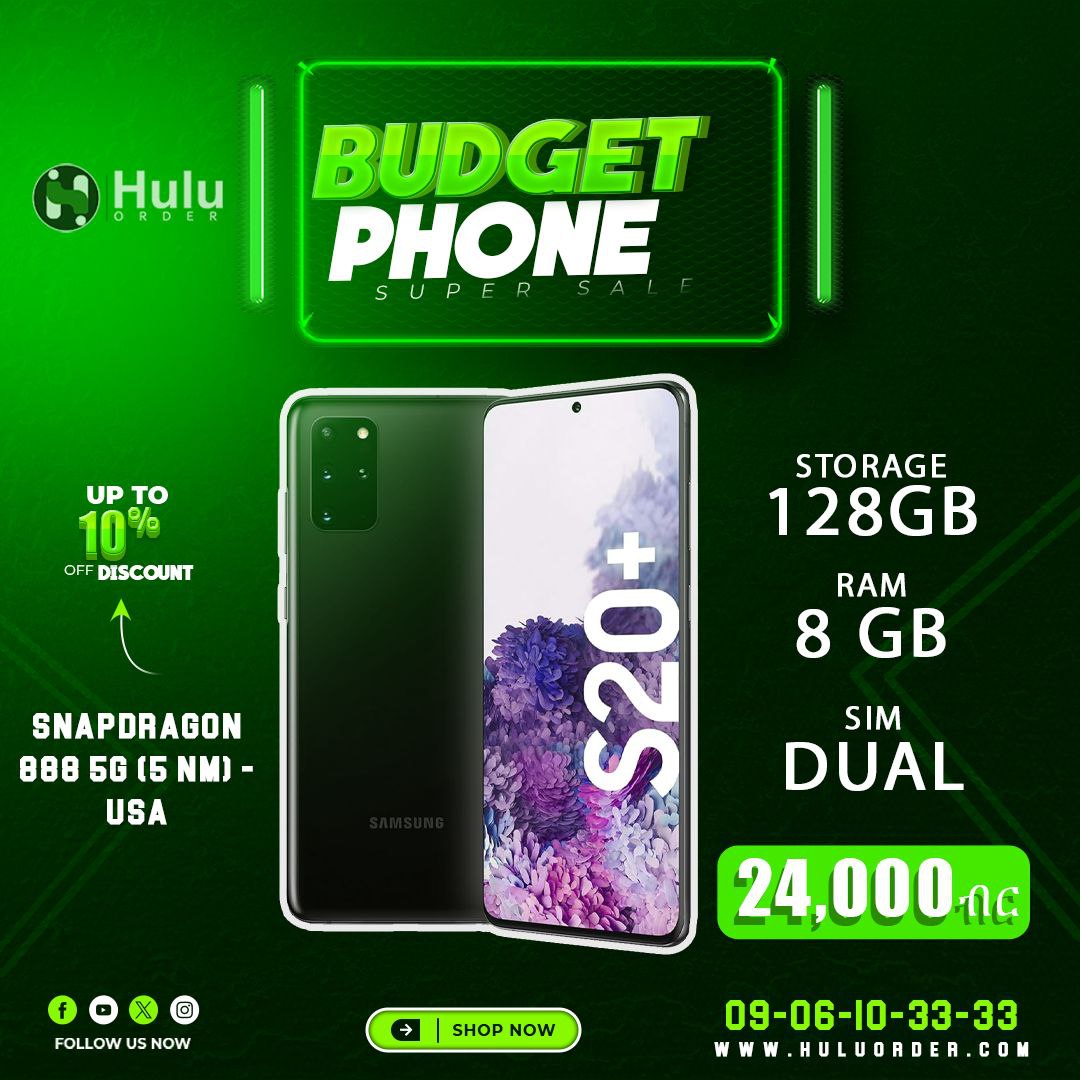 Hulu
ORDER
BUDGET
PHONE
SUPER SALE
UP TO
10%
OFF DISCOUNT
SNAPDRAGON
888 5G (5 NM) -
USA
SAMSUNG
S20+
STORAGE
128GB
RAM
8 GB
SIM
DUAL
24,000 ብር
FOLLOW US NOW
SHOP NOW
09-06-10-33-33
WWW.HULUORDER.COM